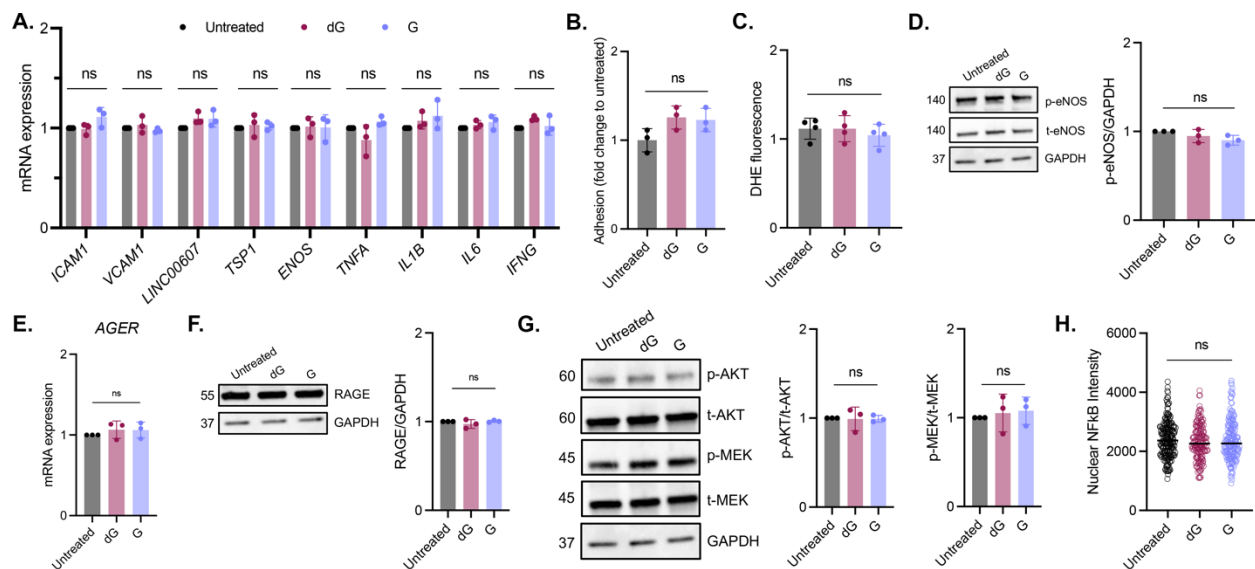 A.
Untreated dG G
mRNA expression
2
1
0
ns ns ns ns ns ns ns ns ns
ICAM1 VCAM1 LINC00607 TSP1 ENOS TNFA IL1B IL6 IFNG
B.
Adhesion (fold change to untreated)
2
1
0
ns
Untreated dG G
C.
DHE fluorescence
2
1
0
ns
Untreated dG G
D.
Untreated dG G
140 p-eNOS
140 t-eNOS
37 GAPDH
p-eNOS/GAPDH
2
1
0
ns
Untreated dG G
E.
AGER
mRNA expression
2
1
0
ns
Untreated dG G
F.
Untreated dG G
55 RAGE
37 GAPDH
RAGE/GAPDH
2
1
0
ns
Untreated dG G
G.
Untreated dG G
60 p-AKT
60 t-AKT
45 p-MEK
45 t-MEK
37 GAPDH
p-AKT/t-AKT
2
1
0
ns
Untreated dG G
p-MEK/t-MEK
2
1
0
ns
Untreated dG G
H.
Nuclear NFkB Intensity
6000
4000
2000
0
ns
Untreated dG G